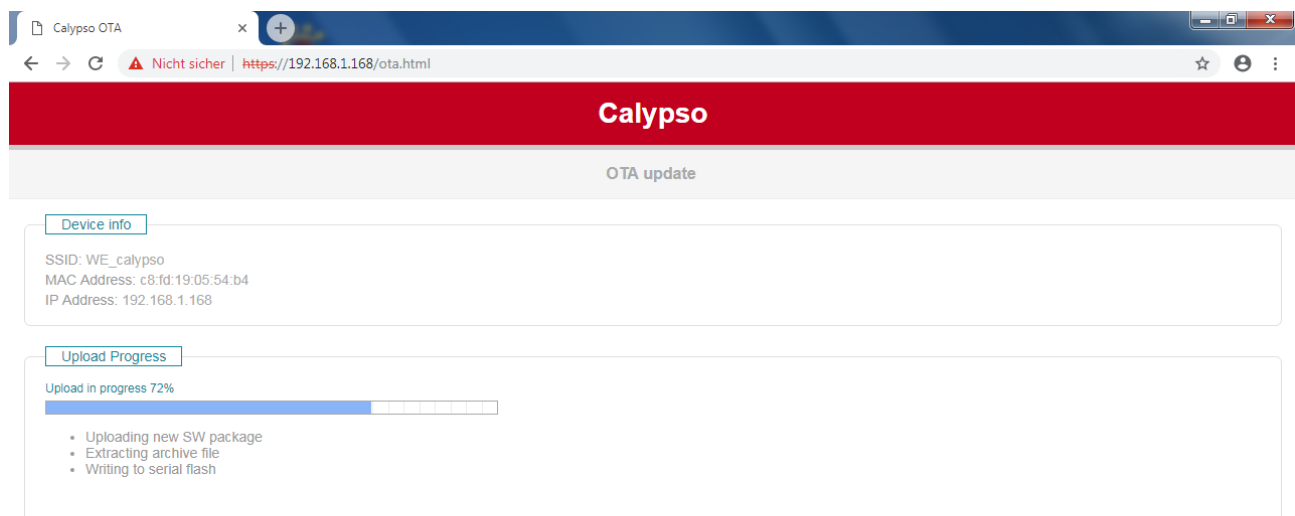 Calypso OTA
Nicht sicher | https://192.168.1.168/ota.html
Calypso
OTA update
Device info
SSID: WE_calypso
MAC Address: c8:fd:19:05:54:b4
IP Address: 192.168.1.168
Upload Progress
Upload in progress 72%
• Uploading new SW package
• Extracting archive file
• Writing to serial flash